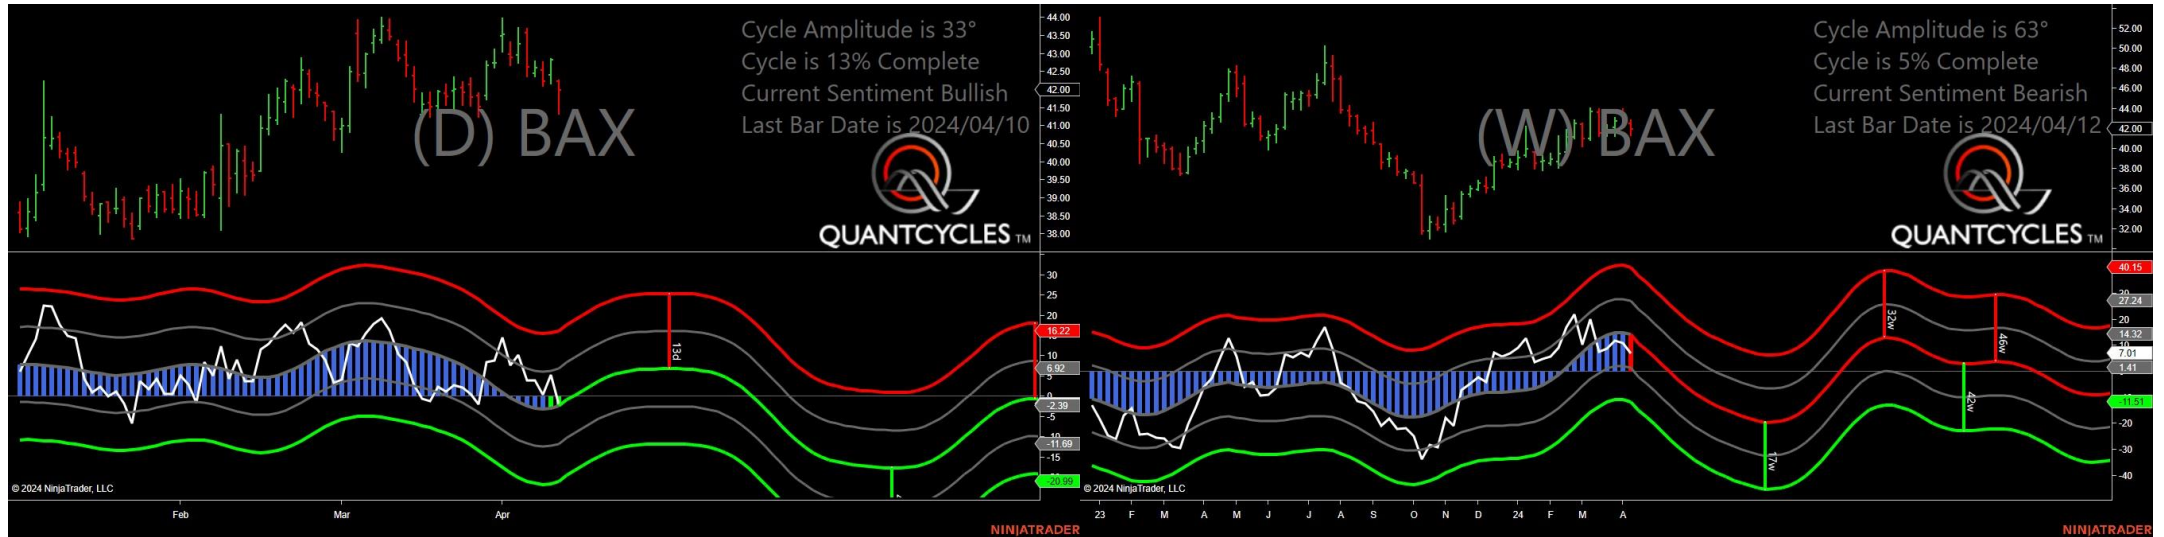 Cycle Amplitude is 33°
Cycle is 13% Complete
Current Sentiment Bullish
Last Bar Date is 2024/04/10
(D) BAX
QUANTCYCLES TM
44.00
43.50
43.00
42.50
42.00
41.50
41.00
40.50
40.00
39.50
39.00
38.50
38.00
30
25
20
16.22
10
6.92
5
0
-2.39
-5
-11.69
-15
-20.99
13d
© 2024 NinjaTrader, LLC
Feb Mar Apr
NINJATRADER
Cycle Amplitude is 63°
Cycle is 5% Complete
Current Sentiment Bearish
Last Bar Date is 2024/04/12
(W) BAX
QUANTCYCLES TM
52.00
50.00
48.00
46.00
44.00
42.00
40.00
38.00
36.00
34.00
32.00
40.15
30
27.24
20
14.32
10
7.01
1.41
-11.51
-20
-30
-40
32w
46w
42w
17w
© 2024 NinjaTrader, LLC
23 F M A M J J A S O N D 24 F M A
NINJATRADER